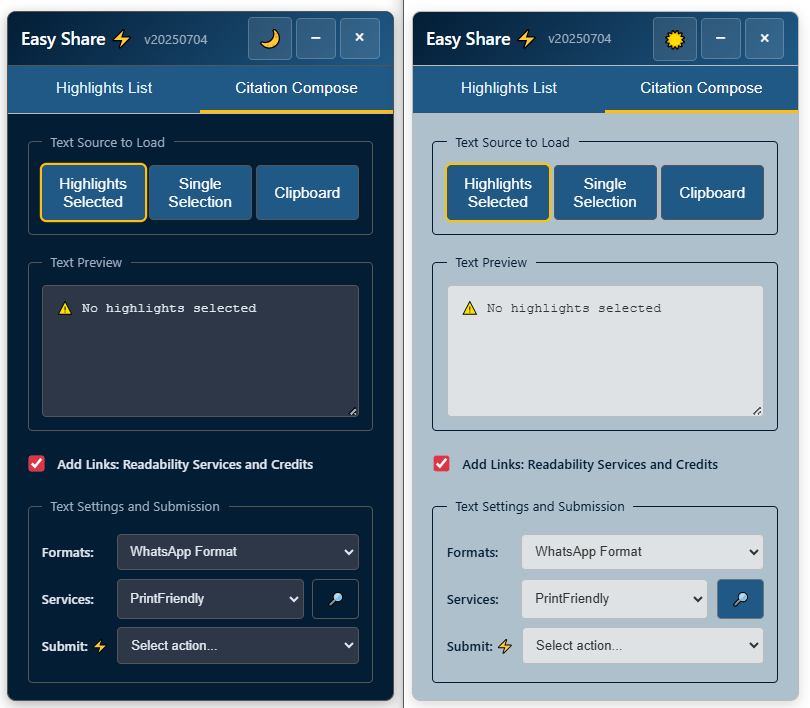 Easy Share ⚡ v20250704
Highlights List
Citation Compose
Text Source to Load
Highlights
Selected
Single
Selection
Clipboard
Text Preview
⚠ No highlights selected
Add Links: Readability Services and Credits
Text Settings and Submission
Formats: WhatsApp Format
Services: PrintFriendly
Submit: ⚡ Select action...
Easy Share ⚡ v20250704
Highlights List
Citation Compose
Text Source to Load
Highlights
Selected
Single
Selection
Clipboard
Text Preview
⚠ No highlights selected
Add Links: Readability Services and Credits
Text Settings and Submission
Formats: WhatsApp Format
Services: PrintFriendly
Submit: ⚡ Select action...